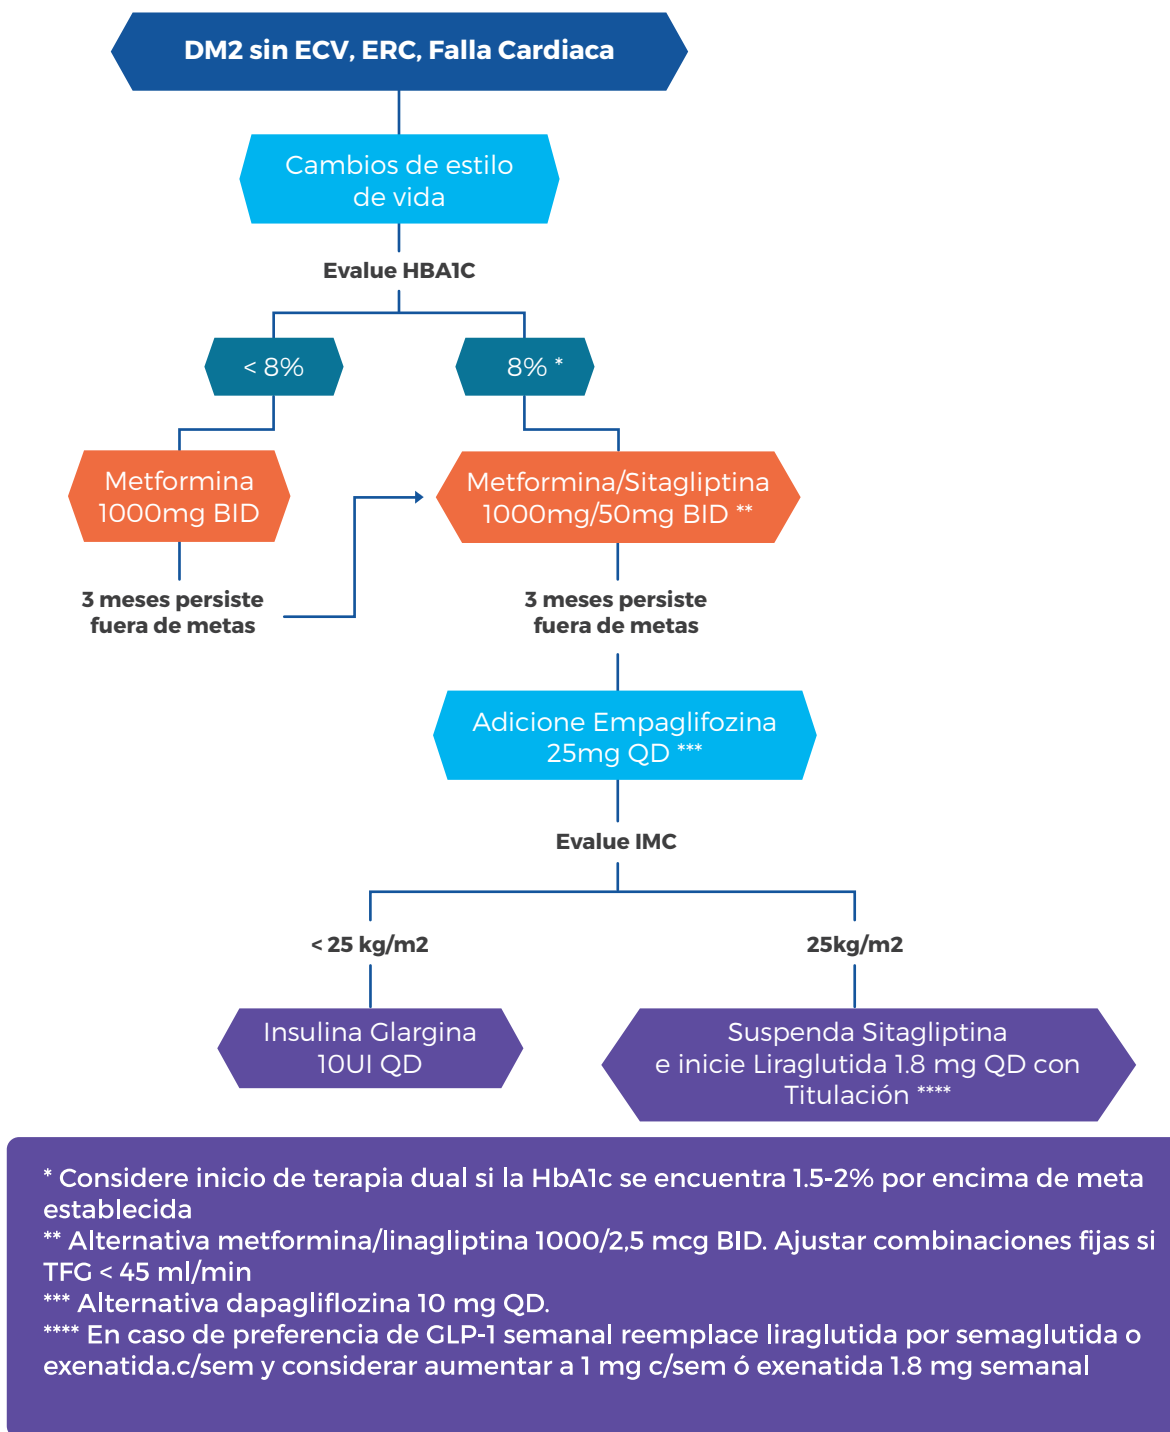 DM2 sin ECV, ERC, Falla Cardiaca
Cambios de estilo
de vida
Evalue HBA1C
< 8%
8% *
Metformina
1000mg BID
Metformina/Sitagliptina
1000mg/50mg BID **
3 meses persiste
fuera de metas
3 meses persiste
fuera de metas
Adicione Empaglifozina
25mg QD ***
Evalue IMC
< 25 kg/m2
25kg/m2
Insulina Glargina
10UI QD
Suspenda Sitagliptina
e inicie Liraglutida 1.8 mg QD con
Titulación ****
* Considere inicio de terapia dual si la HbA1c se encuentra 1.5-2% por encima de meta
establecida
** Alternativa metformina/linagliptina 1000/2,5 mcg BID. Ajustar combinaciones fijas si
TFG < 45 ml/min
*** Alternativa dapagliflozina 10 mg QD.
**** En caso de preferencia de GLP-1 semanal reemplace liraglutida por semaglutida o
exenatida.c/sem y considerar aumentar a 1 mg c/sem ó exenatida 1.8 mg semanal